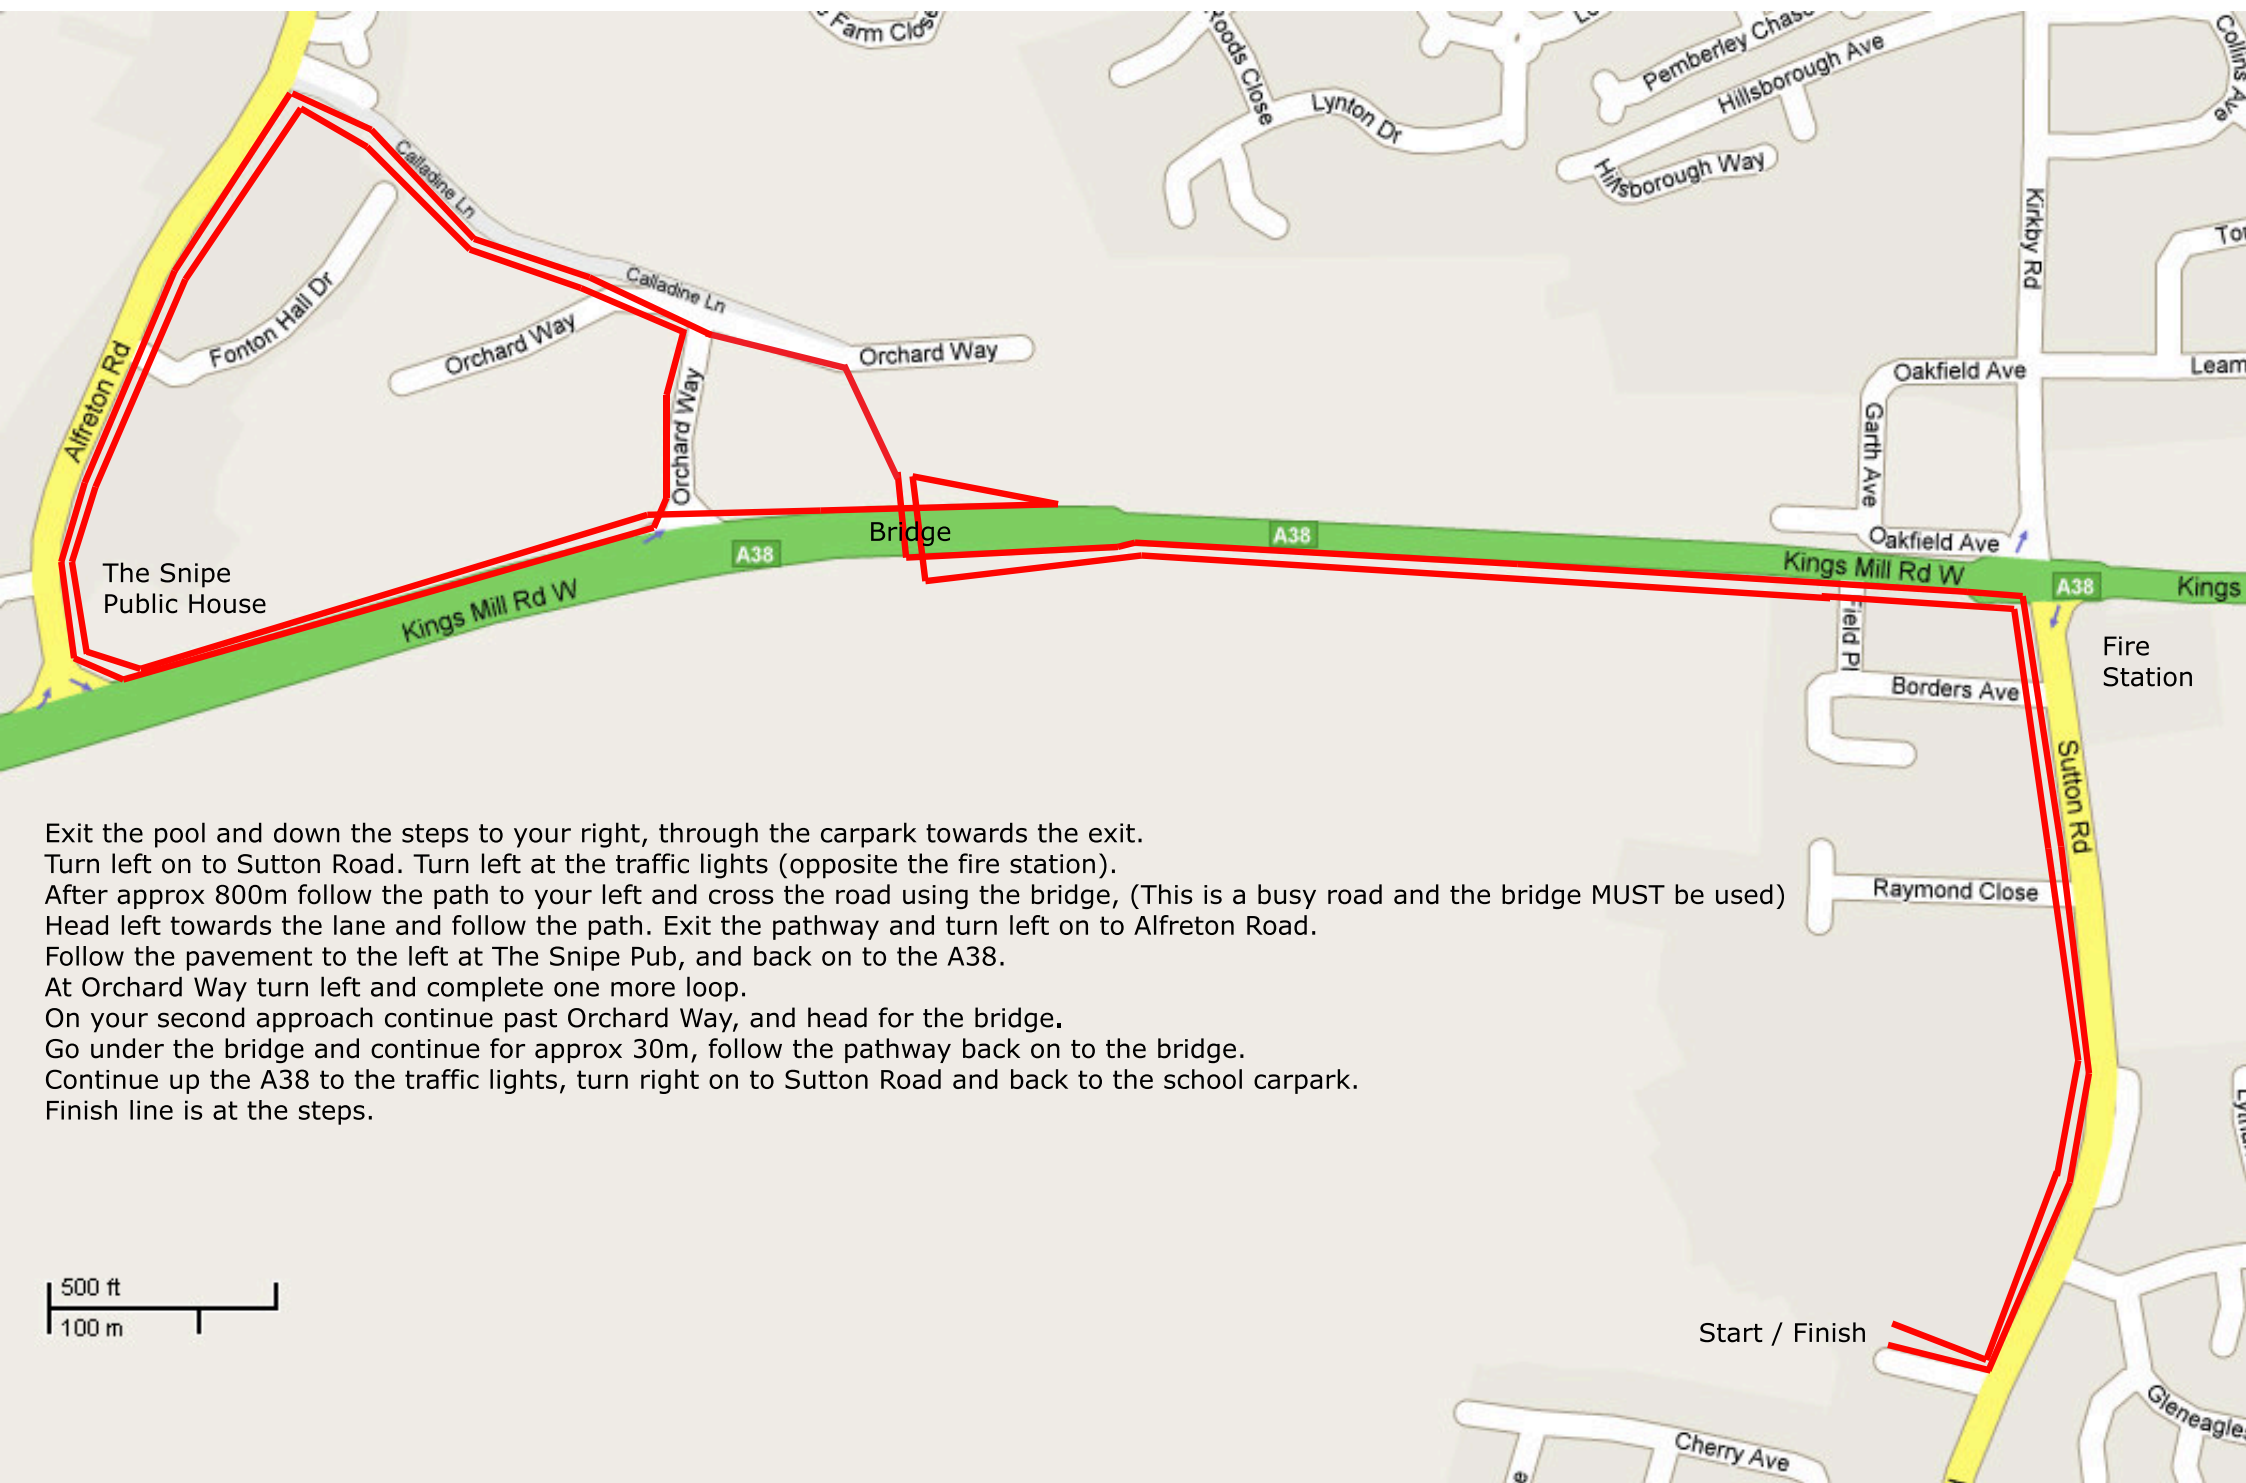 Farm Close
Roods Close
Lynton Dr
Pemberley Chase
Hillsborough Ave
Hillsborough Way
Collins Ave
Kirkby Rd
Calladine Ln
Calladine Ln
Fonton Hall Dr
Orchard Way
Orchard Way
Orchard Way
Alfreton Rd
Oakfield Ave
Garth Ave
Oakfield Ave
Bridge
A38
A38
Kings Mill Rd W
A38
Kings
Kings Mill Rd W
The Snipe
Public House
Field Pl
Borders Ave
Fire
Station
Sutton Rd
Raymond Close
Exit the pool and down the steps to your right, through the carpark towards the exit.
Turn left on to Sutton Road. Turn left at the traffic lights (opposite the fire station).
After approx 800m follow the path to your left and cross the road using the bridge, (This is a busy road and the bridge MUST be used)
Head left towards the lane and follow the path. Exit the pathway and turn left on to Alfreton Road.
Follow the pavement to the left at The Snipe Pub, and back on to the A38.
At Orchard Way turn left and complete one more loop.
On your second approach continue past Orchard Way, and head for the bridge.
Go under the bridge and continue for approx 30m, follow the pathway back on to the bridge.
Continue up the A38 to the traffic lights, turn right on to Sutton Road and back to the school carpark.
Finish line is at the steps.
500 ft
100 m
Start / Finish
Cherry Ave
Gleneagles